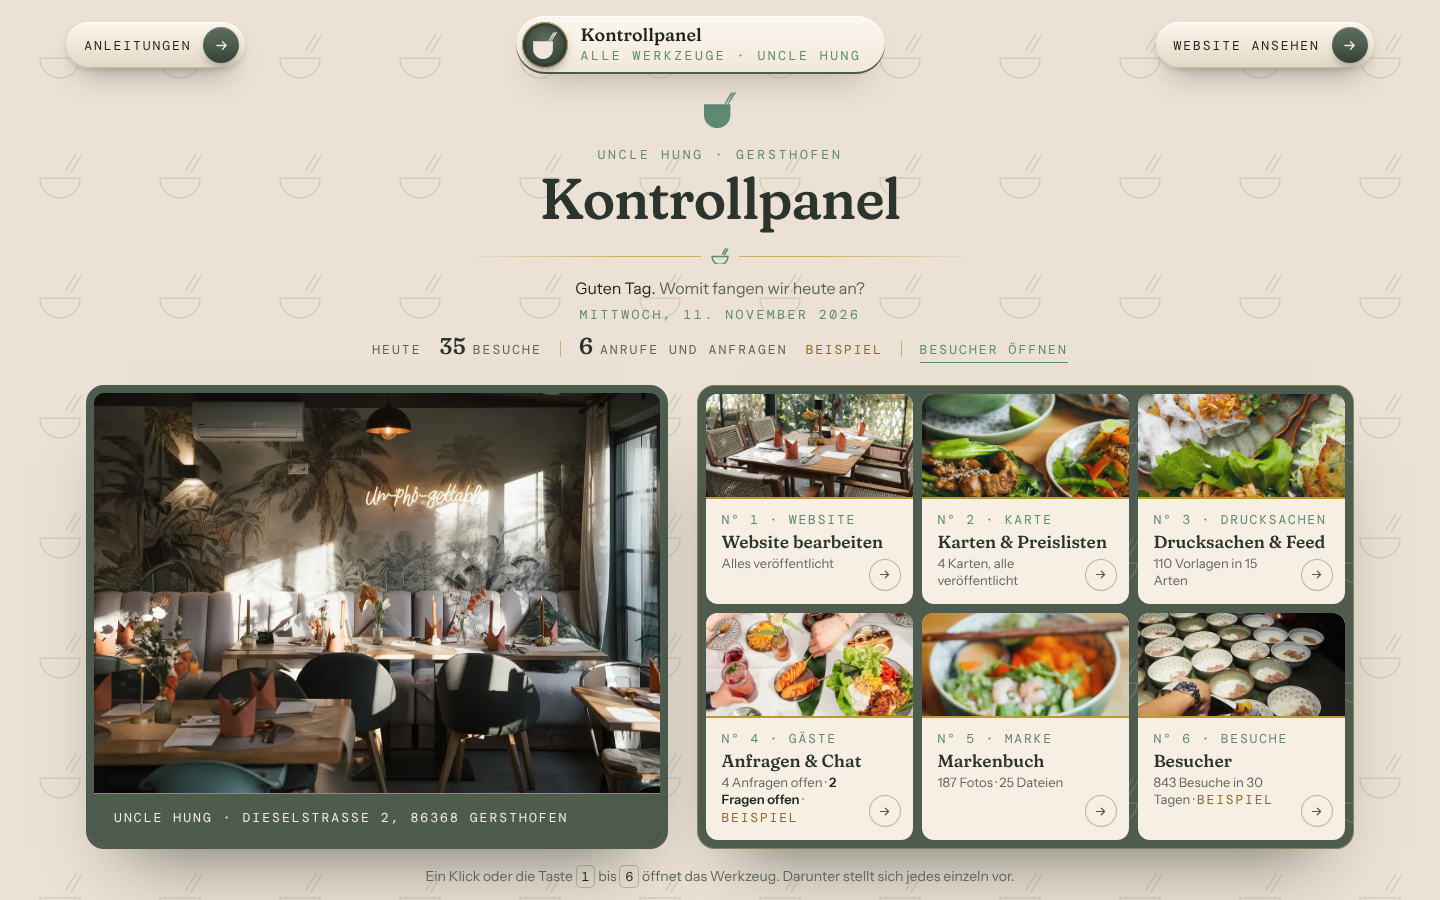 ANLEITUNGEN
Kontrollpanel
ALLE WERKZEUGE · UNCLE HUNG
WEBSITE ANSEHEN
UNCLE HUNG · GERSTHOFEN
Kontrollpanel
Guten Tag. Womit fangen wir heute an?
MITTWOCH, 11. NOVEMBER 2026
HEUTE 35 BESUCHE 6 ANRUFE UND ANFRAGEN BEISPIEL BESUCHER ÖFFNEN
Um-phở-gettable
UNCLE HUNG · DIESELSTRASSE 2, 86368 GERSTHOFEN
N° 1 · WEBSITE
Website bearbeiten
Alles veröffentlicht
N° 2 · KARTE
Karten & Preislisten
4 Karten, alle
veröffentlicht
N° 3 · DRUCKSACHEN
Drucksachen & Feed
110 Vorlagen in 15
Arten
N° 4 · GÄSTE
Anfragen & Chat
4 Anfragen offen · 2
Fragen offen ·
BEISPIEL
N° 5 · MARKE
Markenbuch
187 Fotos · 25 Dateien
N° 6 · BESUCHE
Besucher
843 Besuche in 30
Tagen · BEISPIEL
Ein Klick oder die Taste 1 bis 6 öffnet das Werkzeug. Darunter stellt sich jedes einzeln vor.